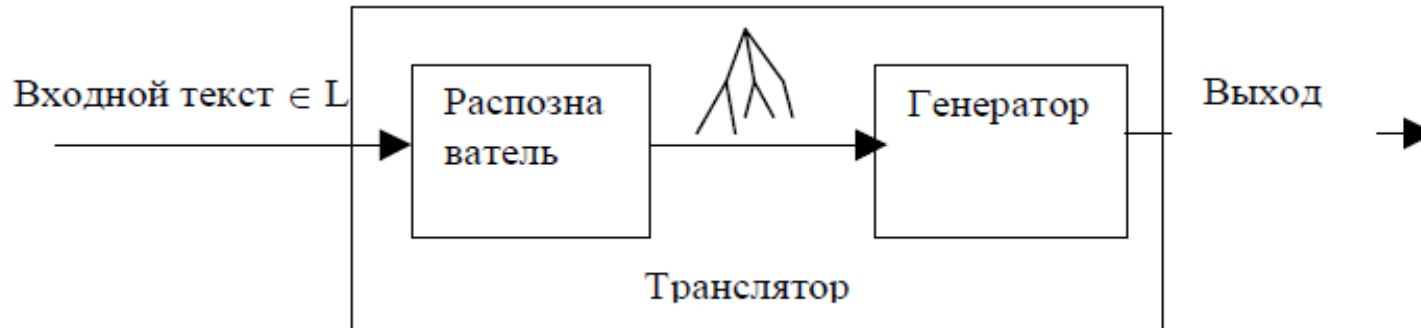 Входной текст ∈ L
Распозна
ватель
Генератор
Выход
Транслятор